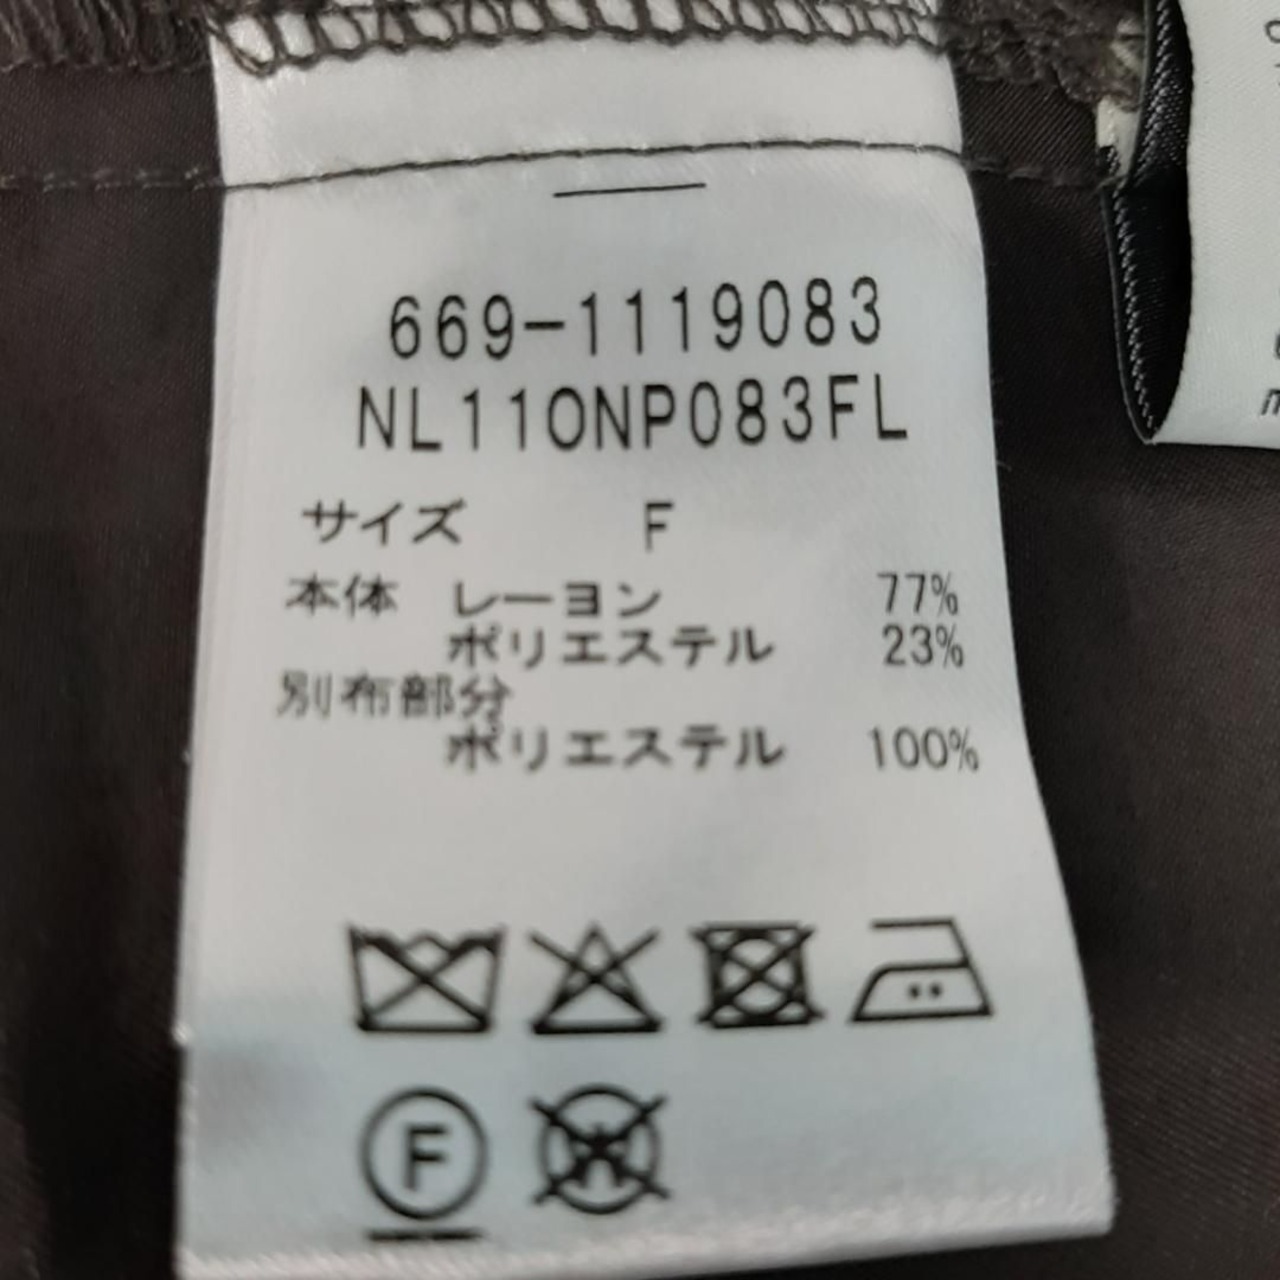 669-1119083
NL110NP083FL
サイズ F
本体 レーヨン 77%
ポリエステル 23%
別布部分
ポリエステル 100%
F